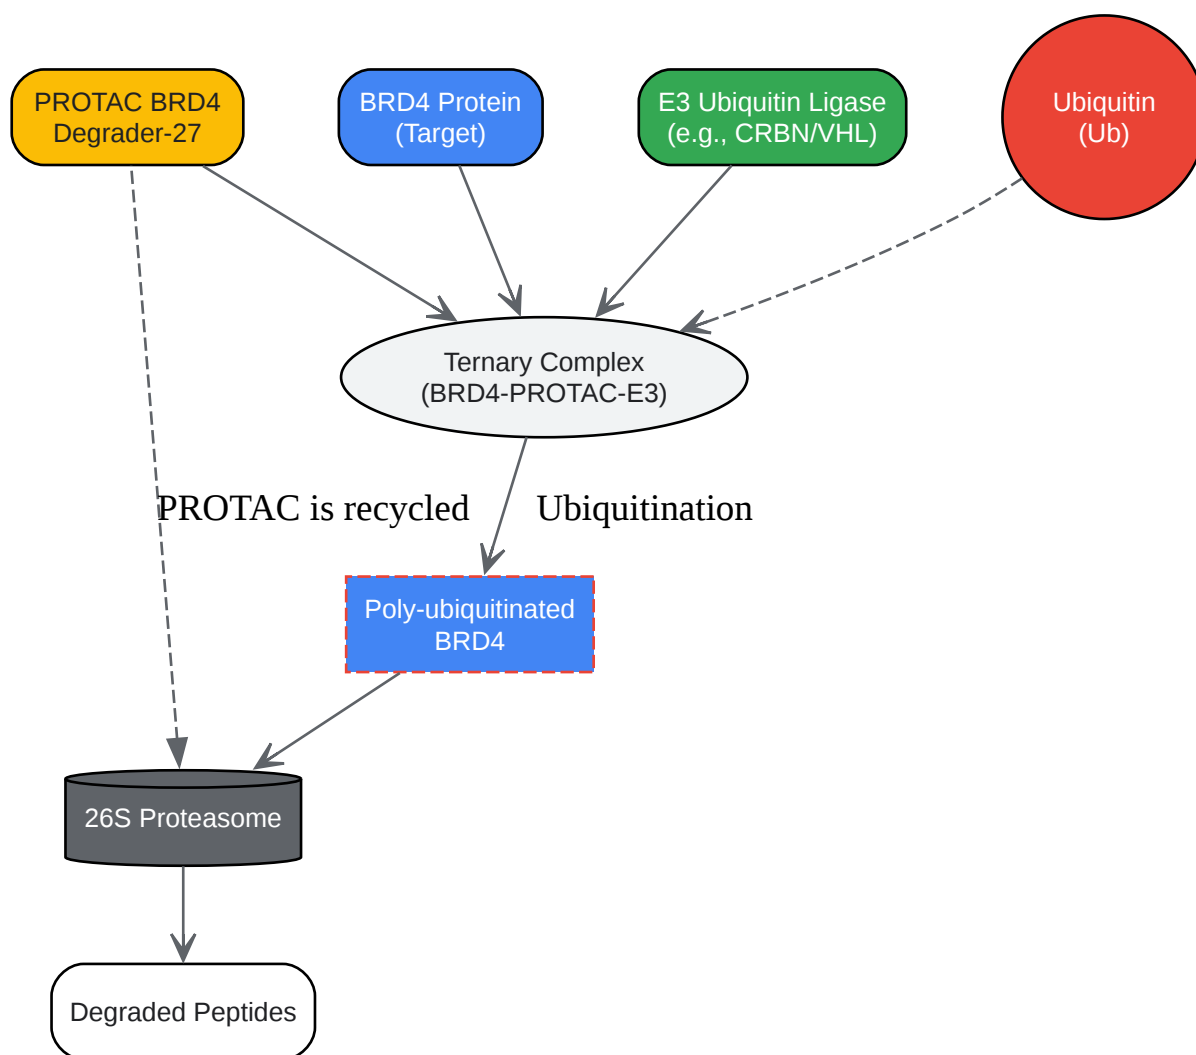 PROTAC BRD4
Degrader-27
BRD4 Protein
(Target)
E3 Ubiquitin Ligase
(e.g., CRBN/VHL)
Ubiquitin
(Ub)
Ternary Complex
(BRD4-PROTAC-E3)
PROTAC is recycled
Ubiquitination
Poly-ubiquitinated
BRD4
26S Proteasome
Degraded Peptides